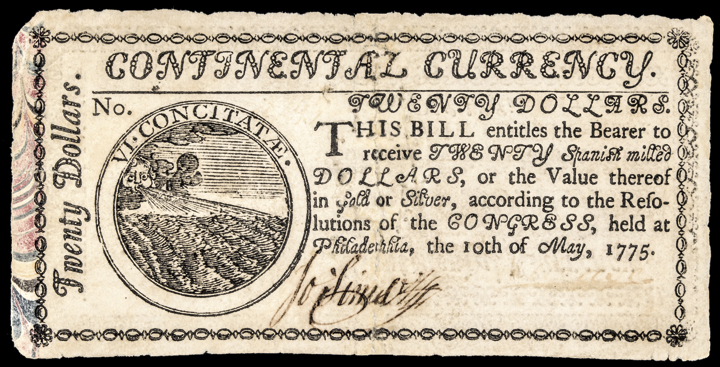 CONTINENTAL CURRENCY.
Twenty Dollars.
No.
VI·CONCITATÆ.
TWENTY DOLLARS.
THIS BILL entitles the Bearer to
receive TWENTY Spanish milled
DOLLARS, or the Value thereof
in Gold or Silver, according to the Reso-
lutions of the CONGRESS, held at
Philadelphia, the 10th of May, 1775.